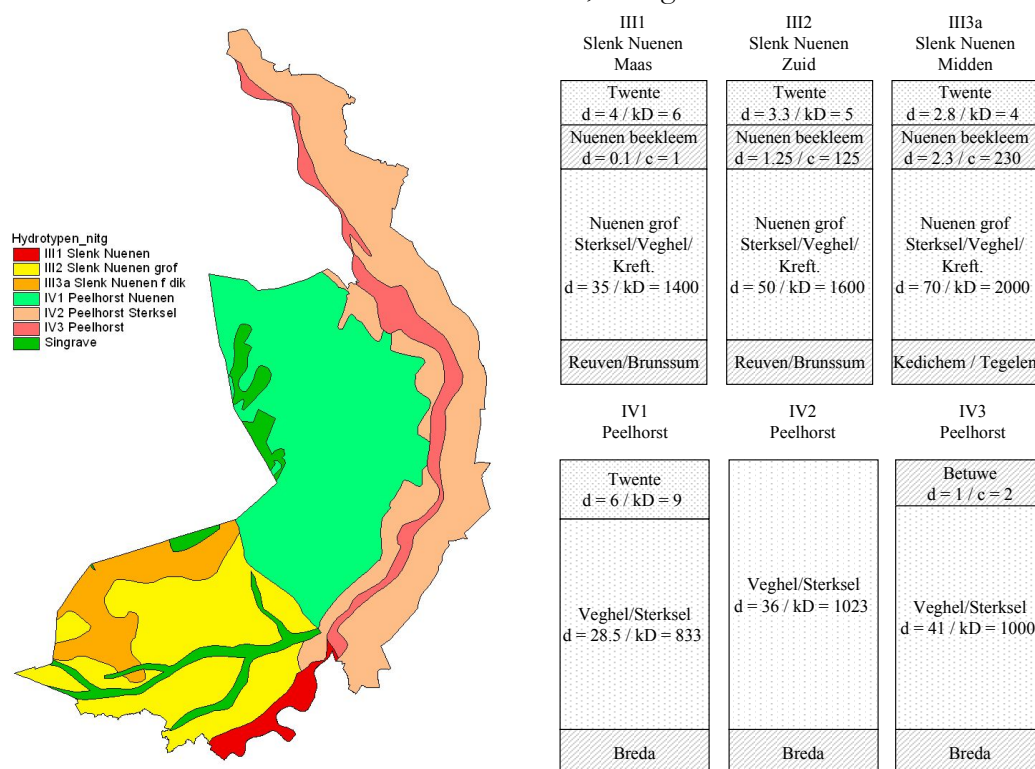 Hydrotypen_nitg
III1 Slenk Nuenen
III2 Slenk Nuenen grof
III3a Slenk Nuenen f dik
IV1 Peelhorst Nuenen
IV2 Peelhorst Sterksel
IV3 Peelhorst
Singrave
III1
Slenk Nuenen
Maas
Twente
d = 4 / kD = 6
Nuenen beekleem
d = 0.1 / c = 1
Nuenen grof
Sterksel/Veghel/
Kreft.
d = 35 / kD = 1400
Reuven/Brunssum
III2
Slenk Nuenen
Zuid
Twente
d = 3.3 / kD = 5
Nuenen beekleem
d = 1.25 / c = 125
Nuenen grof
Sterksel/Veghel/
Kreft.
d = 50 / kD = 1600
Reuven/Brunssum
III3a
Slenk Nuenen
Midden
Twente
d = 2.8 / kD = 4
Nuenen beekleem
d = 2.3 / c = 230
Nuenen grof
Sterksel/Veghel/
Kreft.
d = 70 / kD = 2000
Kedichem / Tegelen
IV1
Peelhorst
Twente
d = 6 / kD = 9
Veghel/Sterksel
d = 28.5 / kD = 833
Breda
IV2
Peelhorst
Veghel/Sterksel
d = 36 / kD = 1023
Breda
IV3
Peelhorst
Betuwe
d = 1 / c = 2
Veghel/Sterksel
d = 41 / kD = 1000
Breda